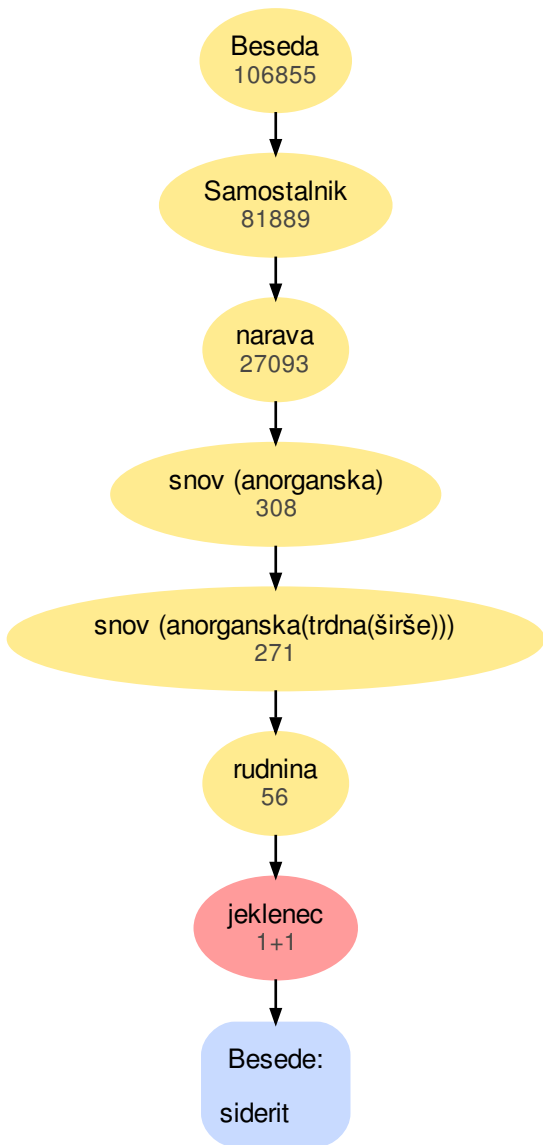 Beseda
106855
Samostalnik
81889
narava
27093
snov (anorganska)
308
snov (anorganska(trdna(širše)))
271
rudnina
56
jeklenec
1+1
Besede:
siderit